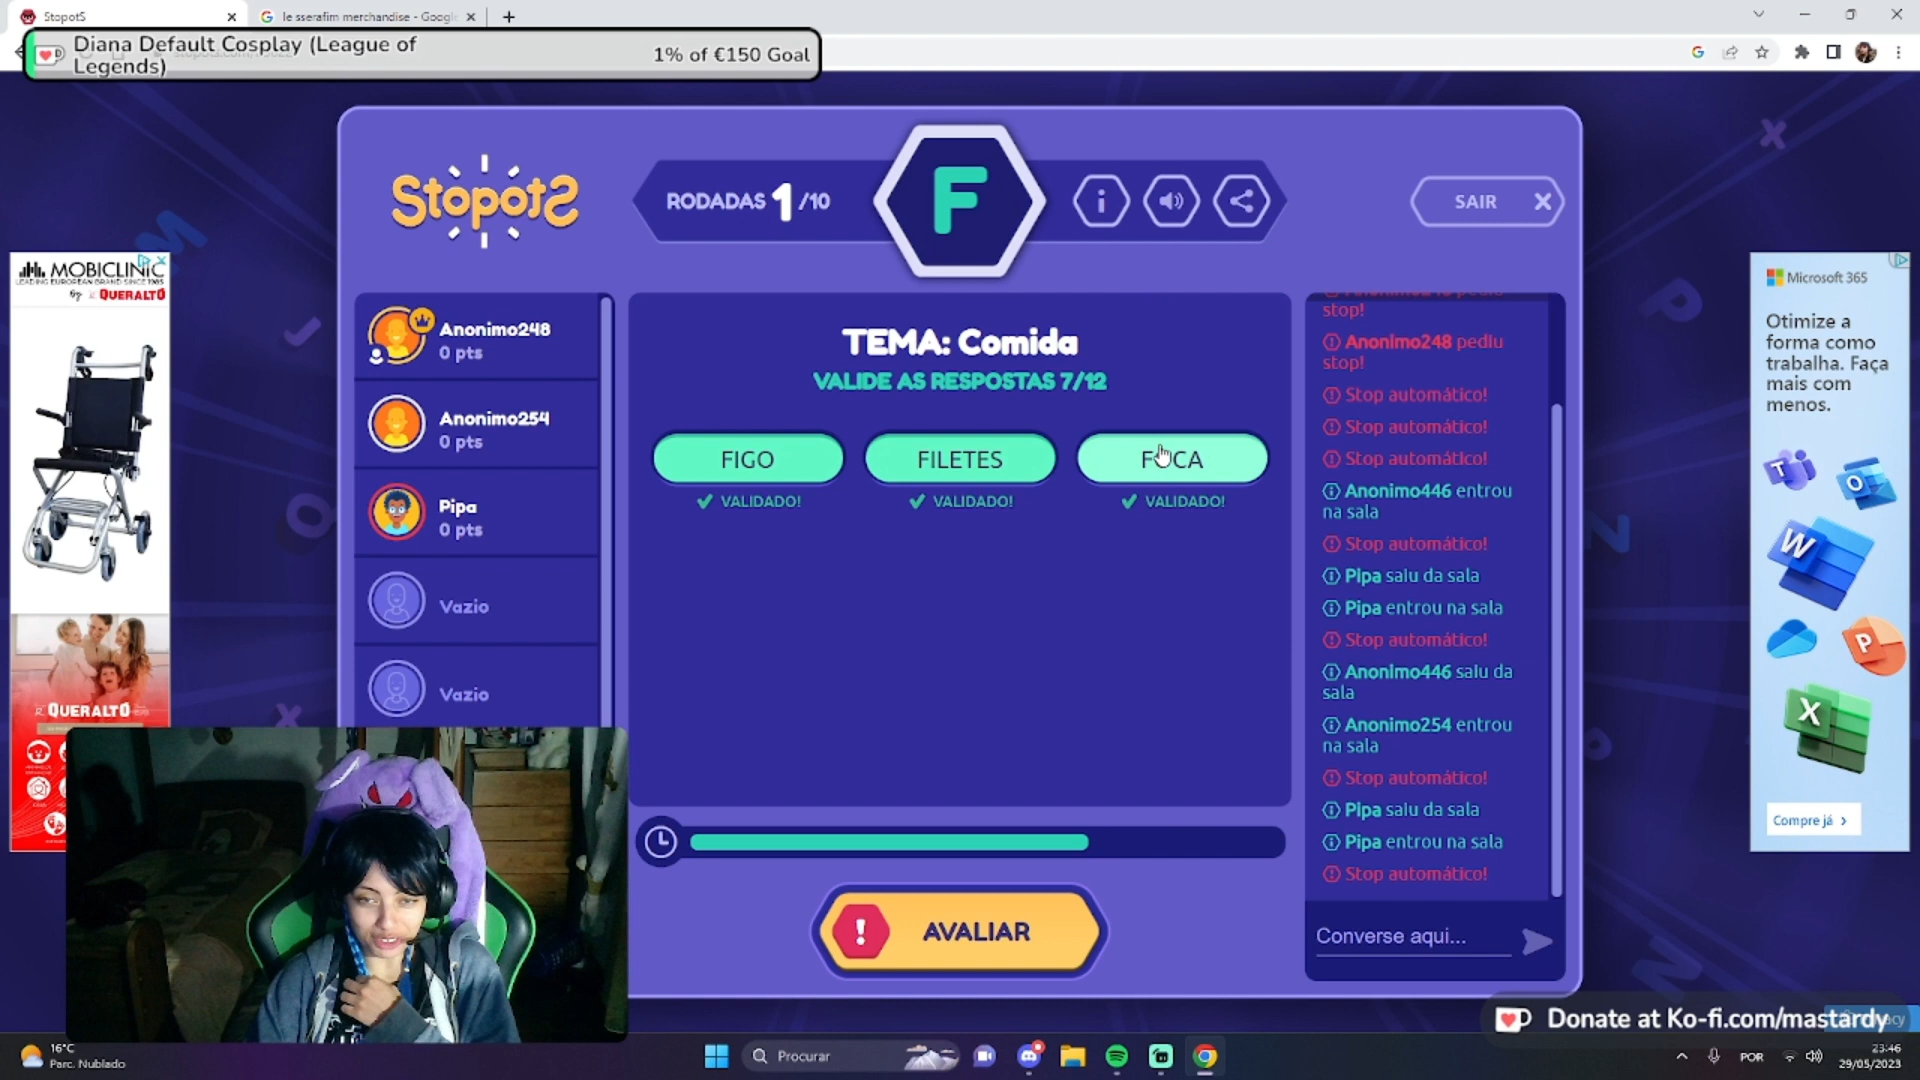 StopotS
le sserafim merchandise - Googl
Diana Default Cosplay (League of
Legends)
1% of €150 Goal
StopotS
RODADAS 1/10
F
SAIR
MOBICLINIC
LEADING EUROPEAN BRAND SINCE 1985
by QUERALTÓ
QUERALTÓ
Anonimo248
0 pts
Anonimo254
0 pts
Pipa
0 pts
Vazio
Vazio
TEMA: Comida
VALIDE AS RESPOSTAS 7/12
FIGO
FILETES
FOCA
VALIDADO!
VALIDADO!
VALIDADO!
AVALIAR
stop!
Anonimo248 pediu
stop!
Stop automático!
Stop automático!
Stop automático!
Anonimo446 entrou
na sala
Stop automático!
Pipa saiu da sala
Pipa entrou na sala
Stop automático!
Anonimo446 saiu da
sala
Anonimo254 entrou
na sala
Stop automático!
Pipa saiu da sala
Pipa entrou na sala
Stop automático!
Converse aqui...
Microsoft 365
Otimize a
forma como
trabalha. Faça
mais com
menos.
Compre já
Donate at Ko-fi.com/mastardy
16°C
Parc. Nublado
Procurar
POR
23:46
29/05/2023